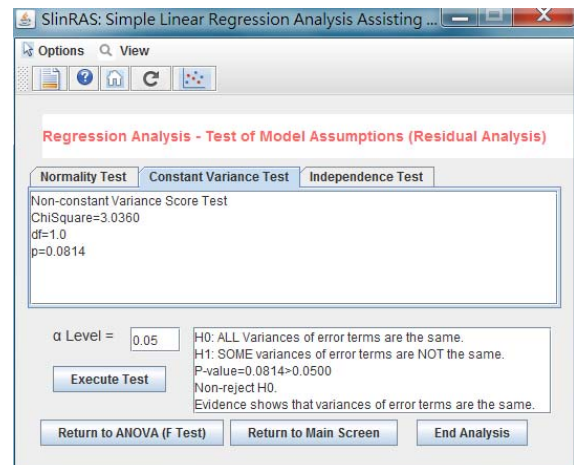 SlinRAS: Simple Linear Regression Analysis Assisting ...
Options View
Regression Analysis - Test of Model Assumptions (Residual Analysis)
Normality Test Constant Variance Test Independence Test
Non-constant Variance Score Test
ChiSquare=3.0360
df=1.0
p=0.0814
α Level = 0.05
Execute Test
H0: ALL Variances of error terms are the same.
H1: SOME variances of error terms are NOT the same.
P-value=0.0814>0.0500
Non-reject H0.
Evidence shows that variances of error terms are the same.
Return to ANOVA (F Test) Return to Main Screen End Analysis